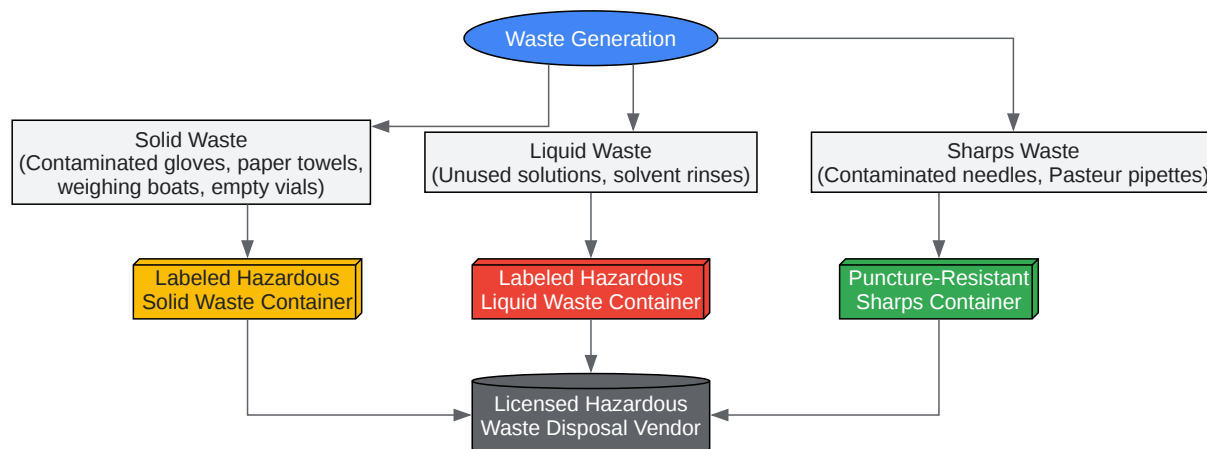 Waste Generation
Solid Waste
(Contaminated gloves, paper towels,
weighing boats, empty vials)
Liquid Waste
(Unused solutions, solvent rinses)
Sharps Waste
(Contaminated needles, Pasteur pipettes)
Labeled Hazardous
Solid Waste Container
Labeled Hazardous
Liquid Waste Container
Puncture-Resistant
Sharps Container
Licensed Hazardous
Waste Disposal Vendor